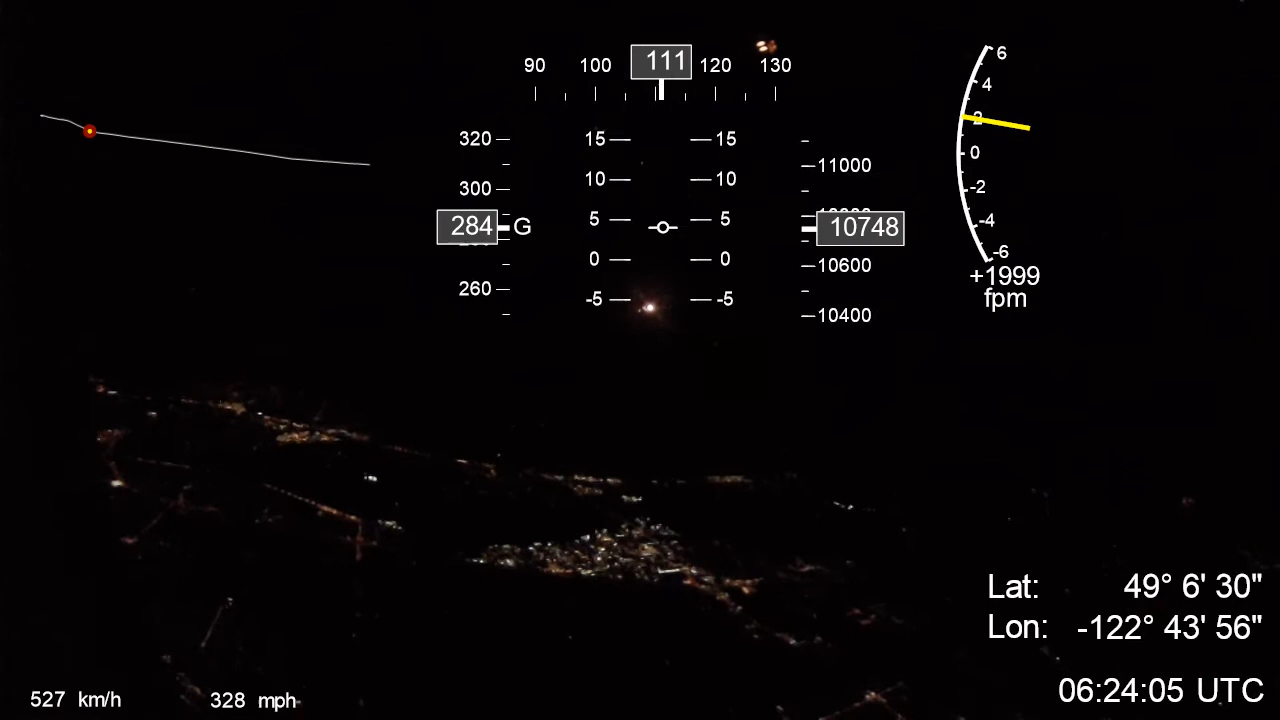 90 100 111 120 130
320 15 15
11000
300 10 10
284 G 5 5 10748
0 0 10600
260 -5 -5
10400
6
4
2
0
-2
-4
-6
+1999
fpm
Lat: 49° 6' 30"
Lon: -122° 43' 56"
527 km/h 328 mph 06:24:05 UTC